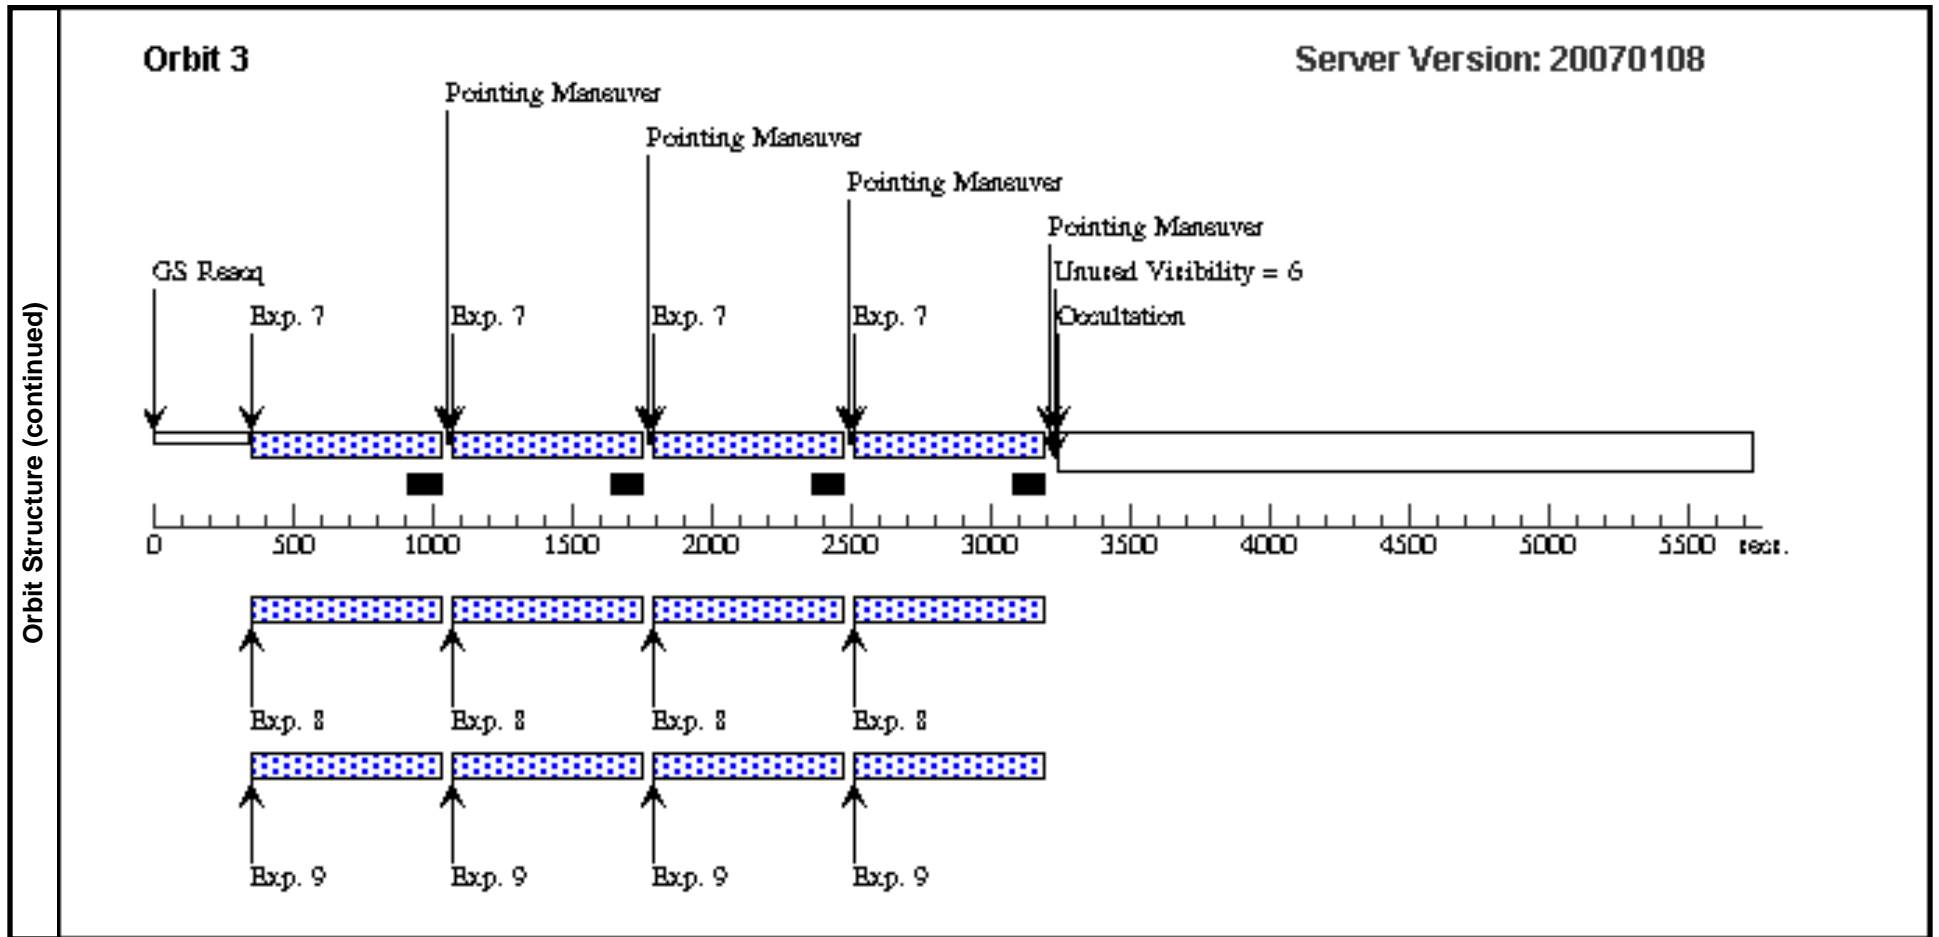 Orbit Structure (continued)
Orbit 3
Server Version: 20070108
Pointing Maneuver
Pointing Maneuver
Pointing Maneuver
Pointing Maneuver
GS Reacq
Unused Visibility = 6
Exp. 7 Exp. 7 Exp. 7 Exp. 7 Occultation
0 500 1000 1500 2000 2500 3000 3500 4000 4500 5000 5500 secs.
Exp. 8 Exp. 8 Exp. 8 Exp. 8
Exp. 9 Exp. 9 Exp. 9 Exp. 9